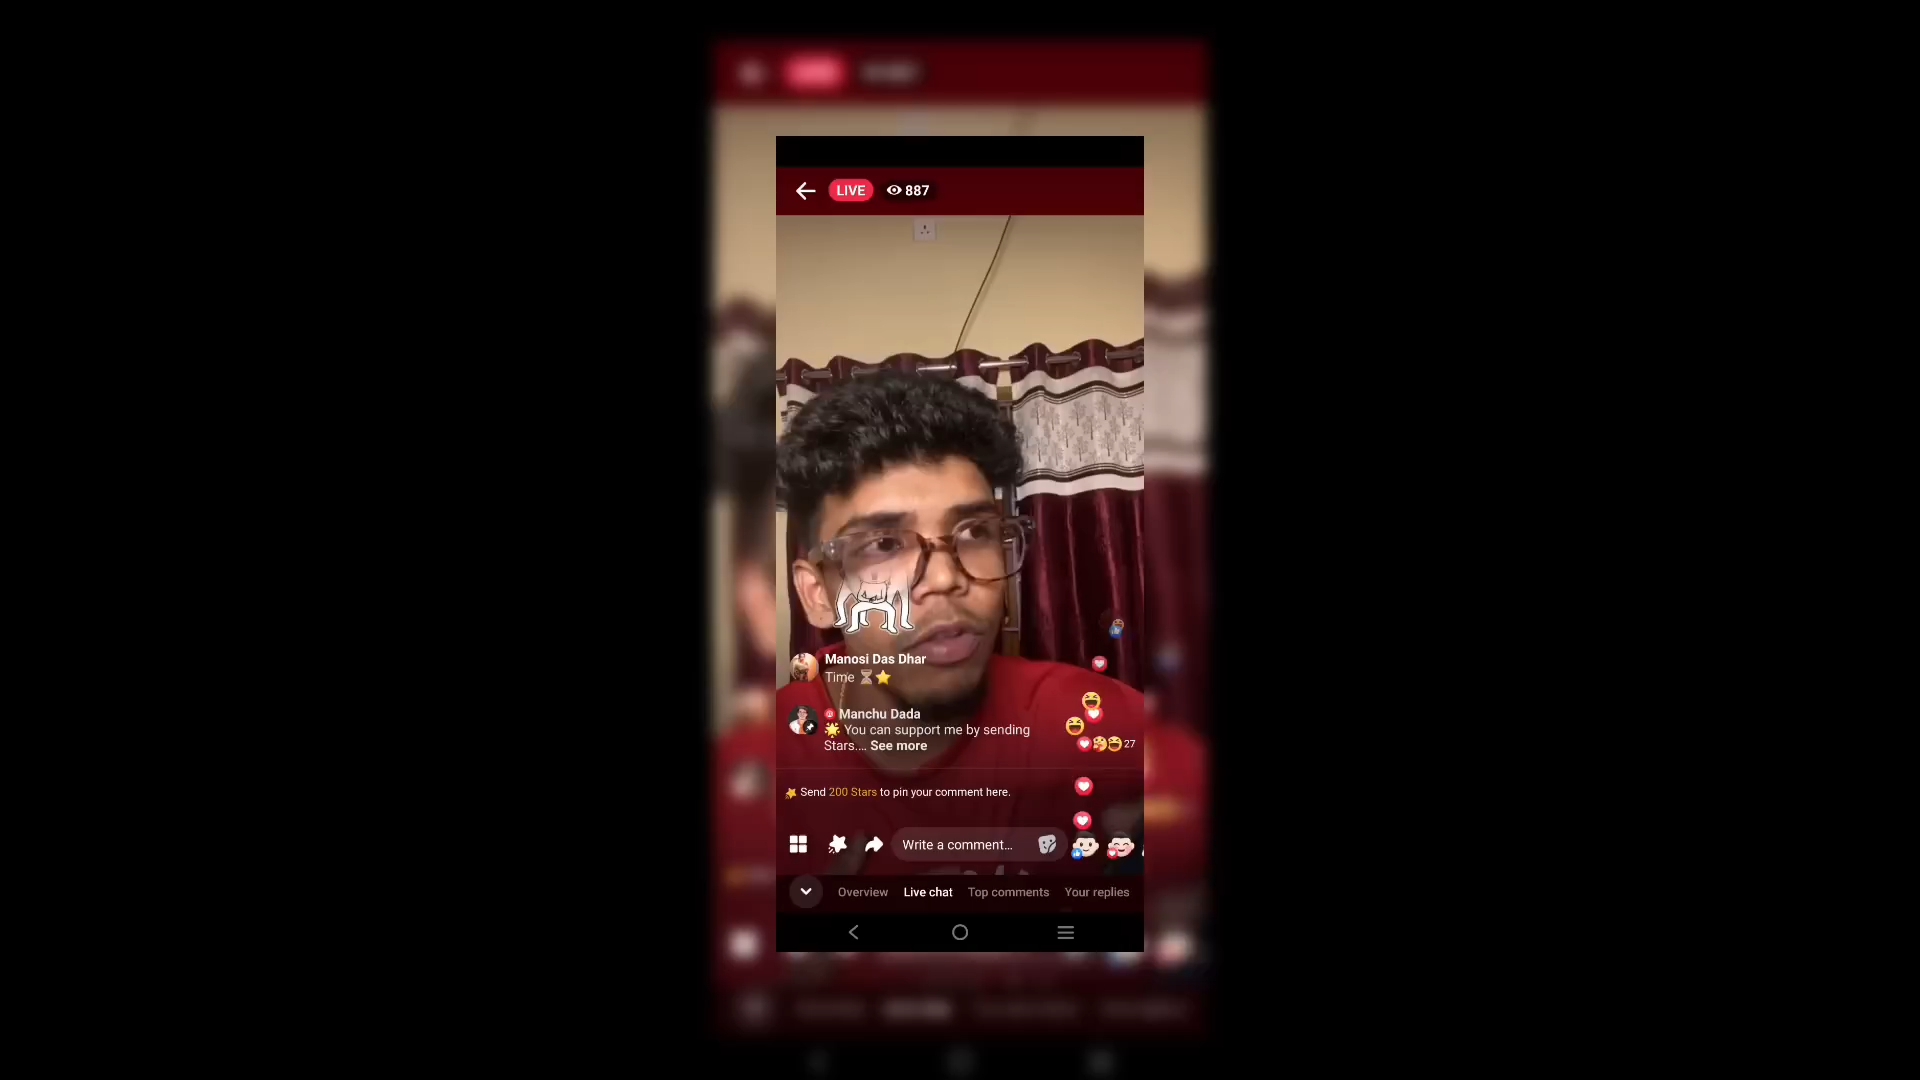 LIVE 887
Manosi Das Dhar
Time ⏳⭐
Manchu Dada
🌟 You can support me by sending
Stars.... See more
27
Send 200 Stars to pin your comment here.
Write a comment...
Overview Live chat Top comments Your replies